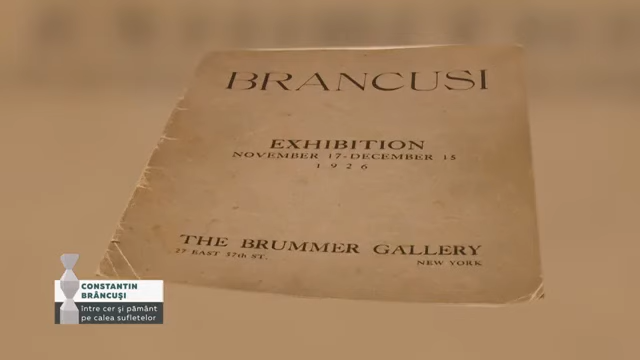 BRANCUSI
EXHIBITION
NOVEMBER 17-DECEMBER 15
1926
THE BRUMMER GALLERY
27 EAST 57th ST.
NEW YORK
CONSTANTIN
BRÂNCUȘI
între cer și pământ
pe calea sufletelor